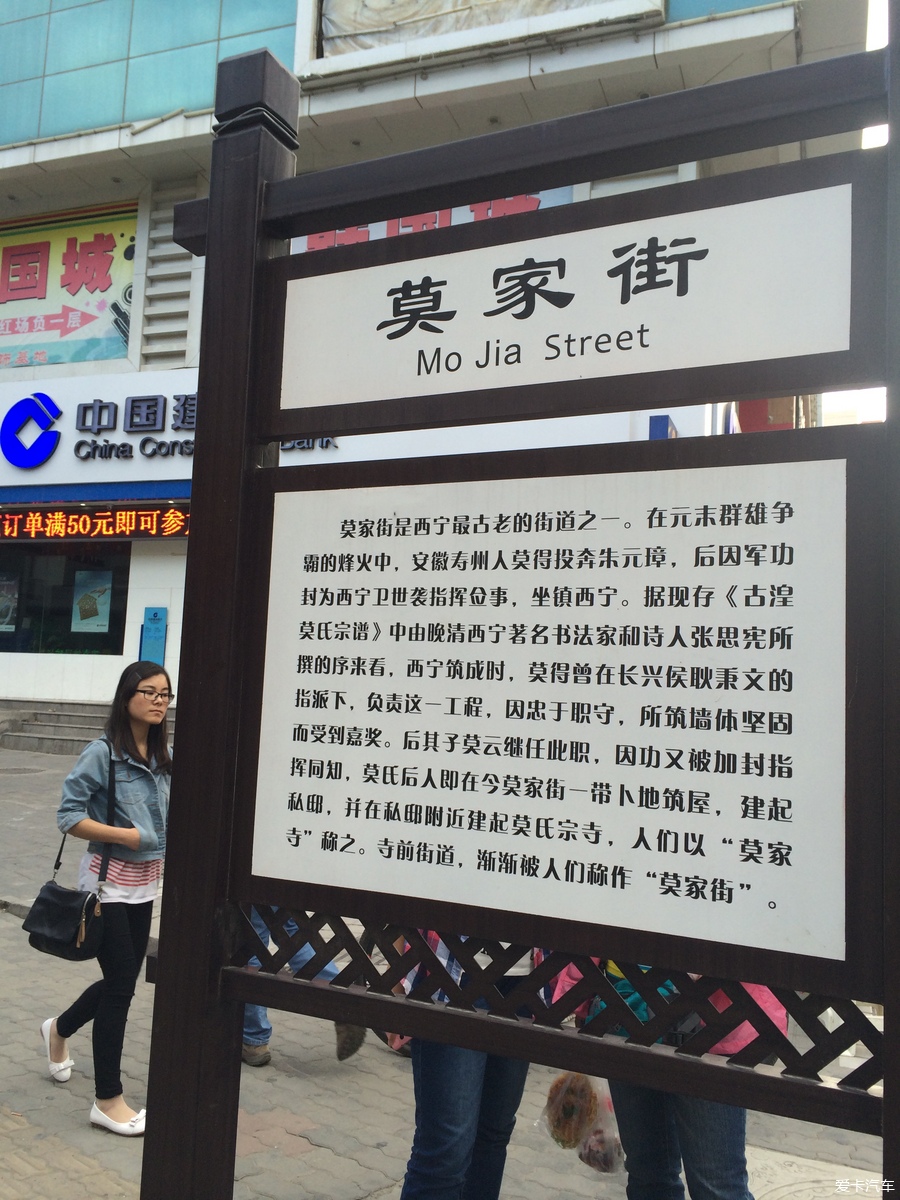 国城
红场负一层
莫家街
Mo Jia Street
中国建
China Cons
Bank
订单满50元即可参
莫家街是西宁最古老的街道之一。在元末群雄争
霸的烽火中，安徽寿州人莫得投奔朱元璋，后因军功
封为西宁卫世袭指挥佥事，坐镇西宁。据现存《古湟
莫氏宗谱》中由晚清西宁著名书法家和诗人张思宪所
撰的序来看，西宁筑成时，莫得曾在长兴侯耿秉文的
指派下，负责这一工程，因忠于职守，所筑墙体坚固
而受到嘉奖。后其子莫云继任此职，因功又被加封指
挥同知，莫氏后人即在今莫家街一带卜地筑屋，建起
私邸，并在私邸附近建起莫氏宗寺，人们以“莫家
寺”称之。寺前街道，渐渐被人们称作“莫家街”。
爱卡汽车